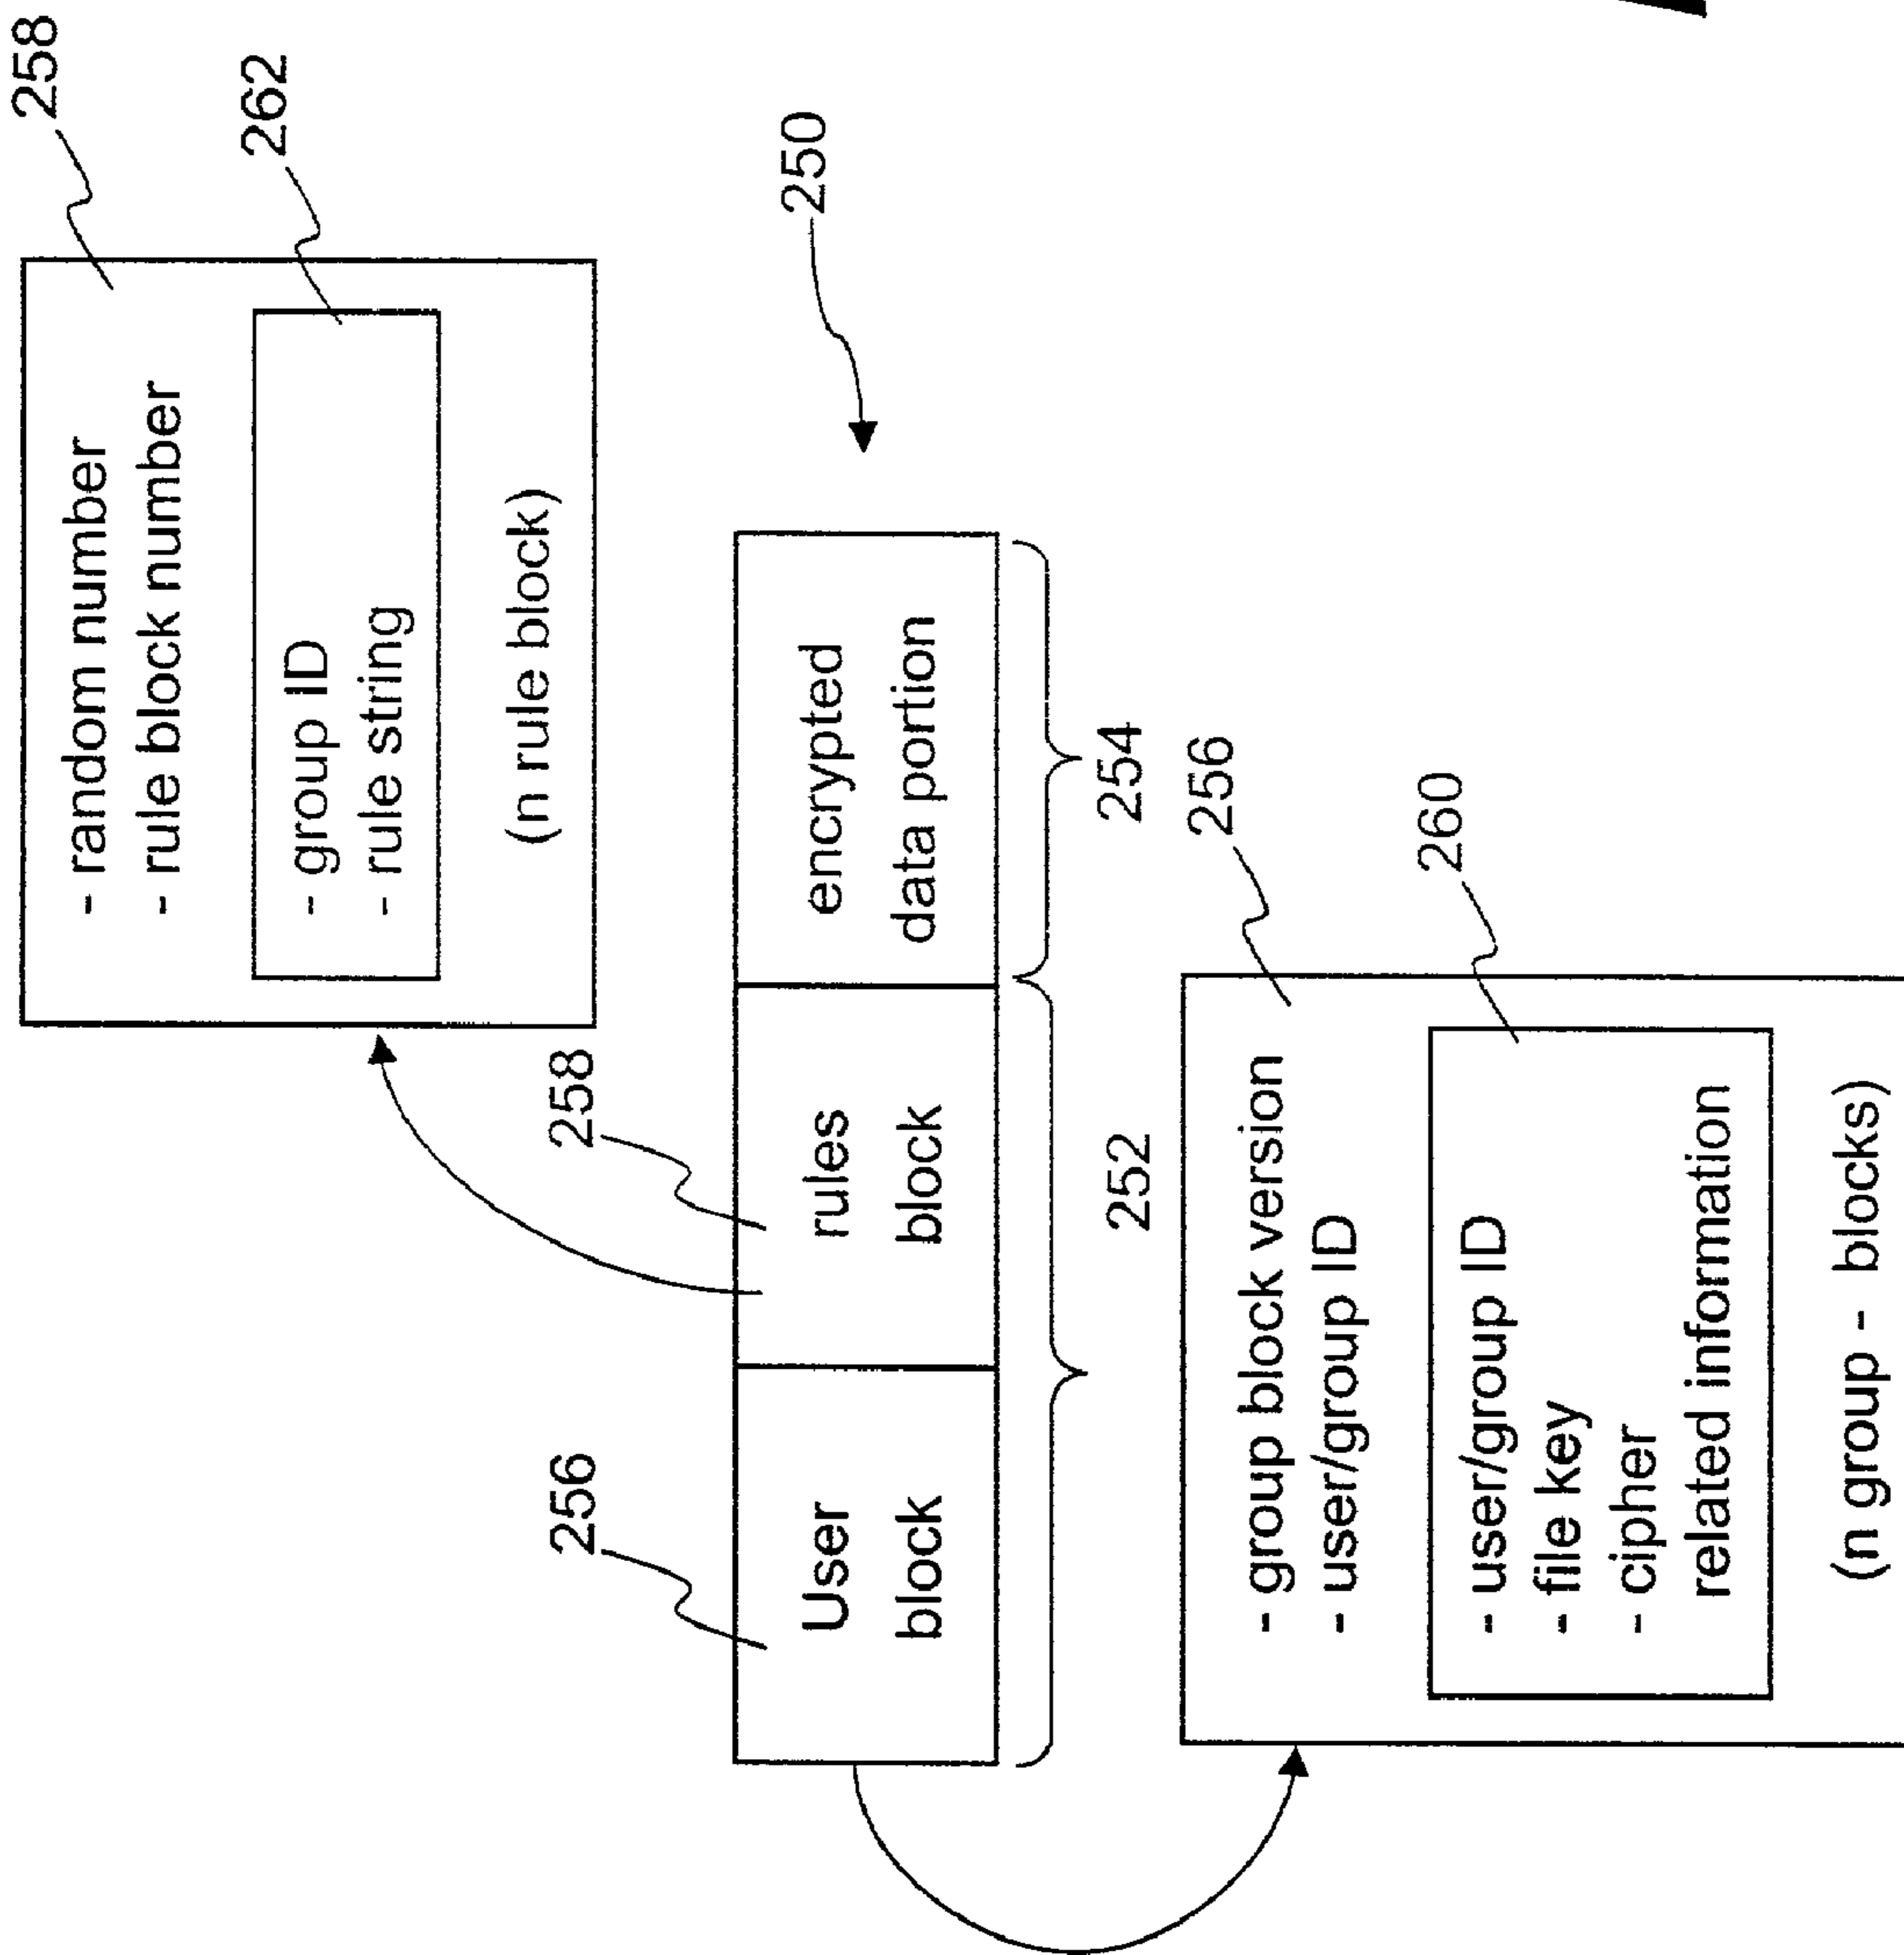 258
- random number
- rule block number
262
- group ID
- rule string
(n rule block)
250
256
User
block
258
rules
block
encrypted
data portion
252
254
256
- group block version
- user/group ID
260
- user/group ID
- file key
- cipher
related information
(n group - blocks)